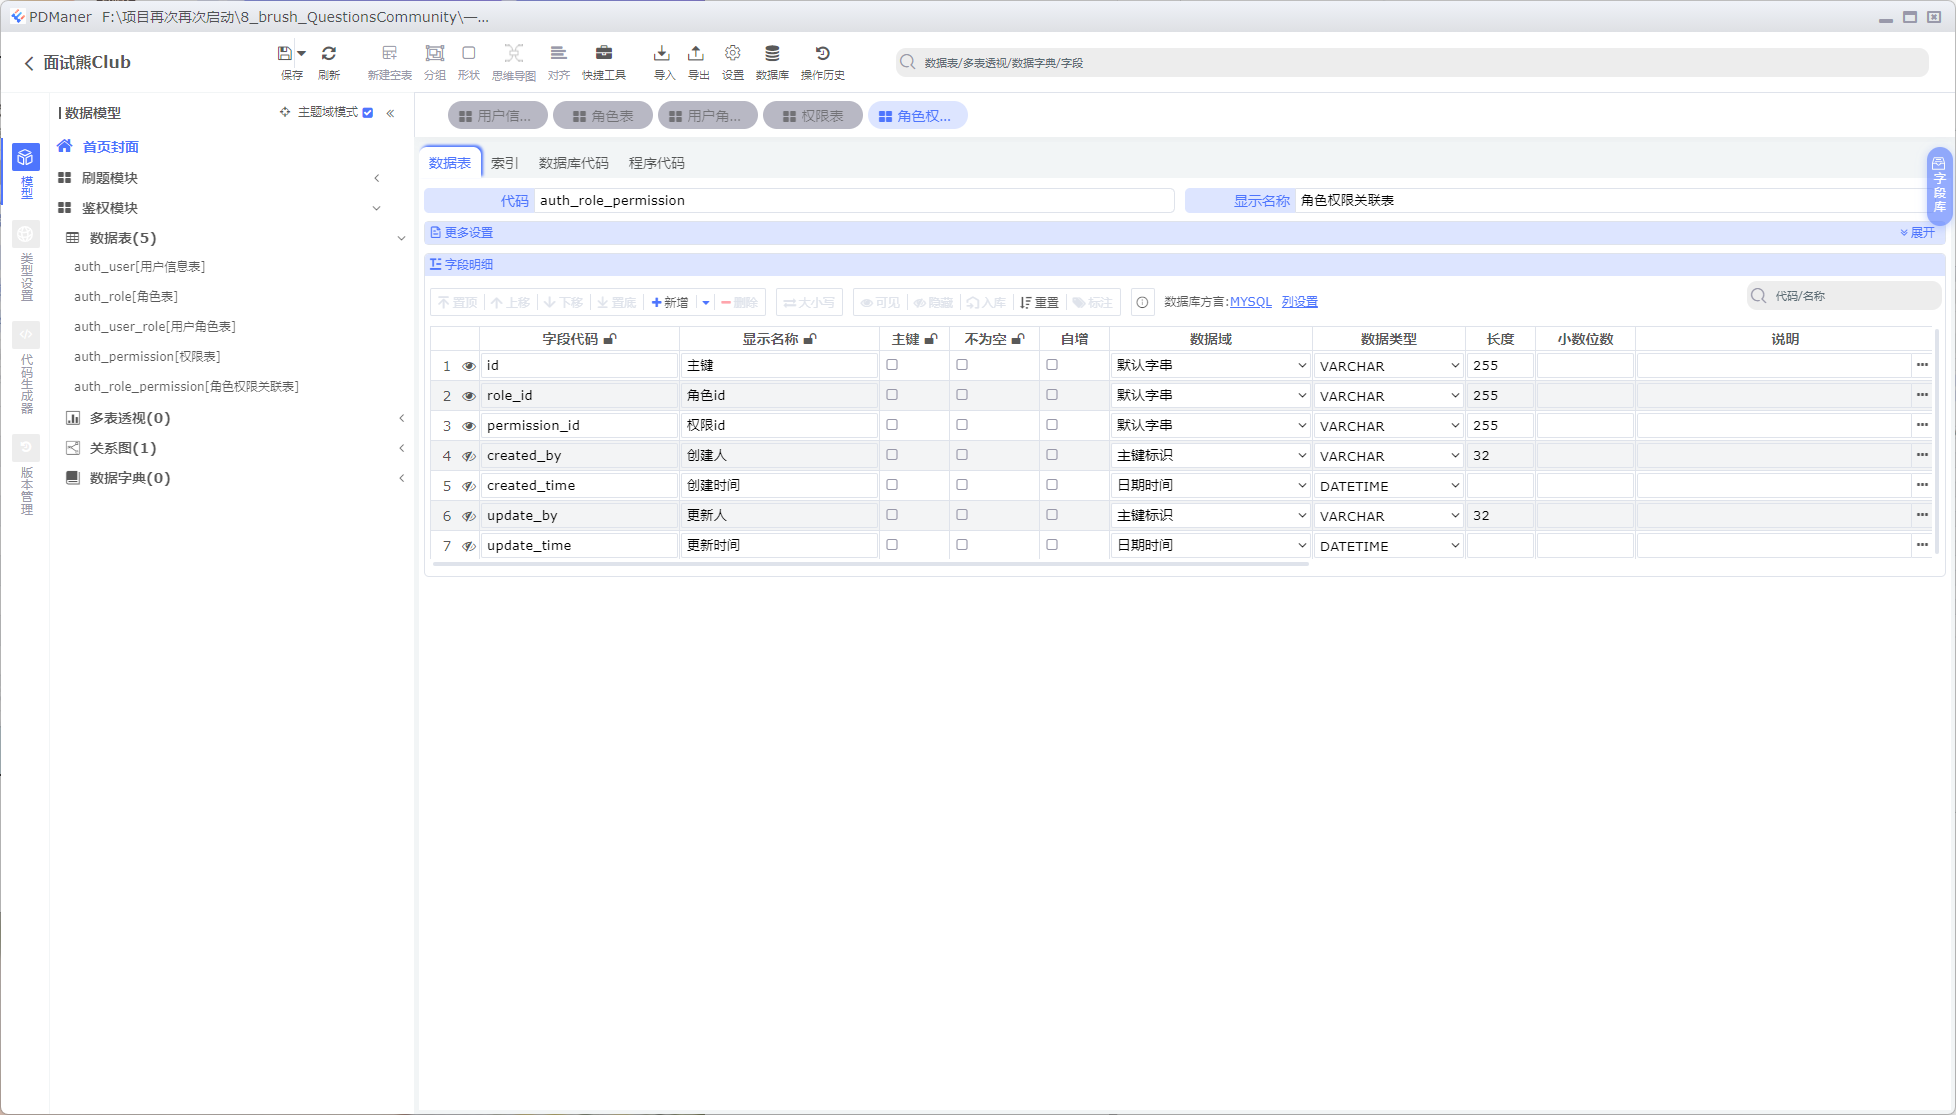 PDManer F:\项目再次再次启动\8_brush_QuestionsCommunity\一...
面试熊Club
保存 刷新 新建空表 分组 形状 思维导图 对齐 快捷工具 导入 导出 设置 数据库 操作历史
数据表/多表透视/数据字典/字段
模型
类型设置
代码生成器
版本管理
数据模型 主题域模式
首页封面
刷题模块
鉴权模块
数据表(5)
auth_user[用户信息表]
auth_role[角色表]
auth_user_role[用户角色表]
auth_permission[权限表]
auth_role_permission[角色权限关联表]
多表透视(0)
关系图(1)
数据字典(0)
用户信... 角色表 用户角... 权限表 角色权...
数据表 索引 数据库代码 程序代码
代码 auth_role_permission 显示名称 角色权限关联表
更多设置 展开
字段明细
置顶 上移 下移 置底 新增 删除 大小写 可见 隐藏 入库 重置 标注 数据库方言:MYSQL 列设置 代码/名称
字段代码 显示名称 主键 不为空 自增 数据域 数据类型 长度 小数位数 说明
1 id 主键 默认字串 VARCHAR 255 ...
2 role_id 角色id 默认字串 VARCHAR 255 ...
3 permission_id 权限id 默认字串 VARCHAR 255 ...
4 created_by 创建人 主键标识 VARCHAR 32 ...
5 created_time 创建时间 日期时间 DATETIME ...
6 update_by 更新人 主键标识 VARCHAR 32 ...
7 update_time 更新时间 日期时间 DATETIME ...
字段库